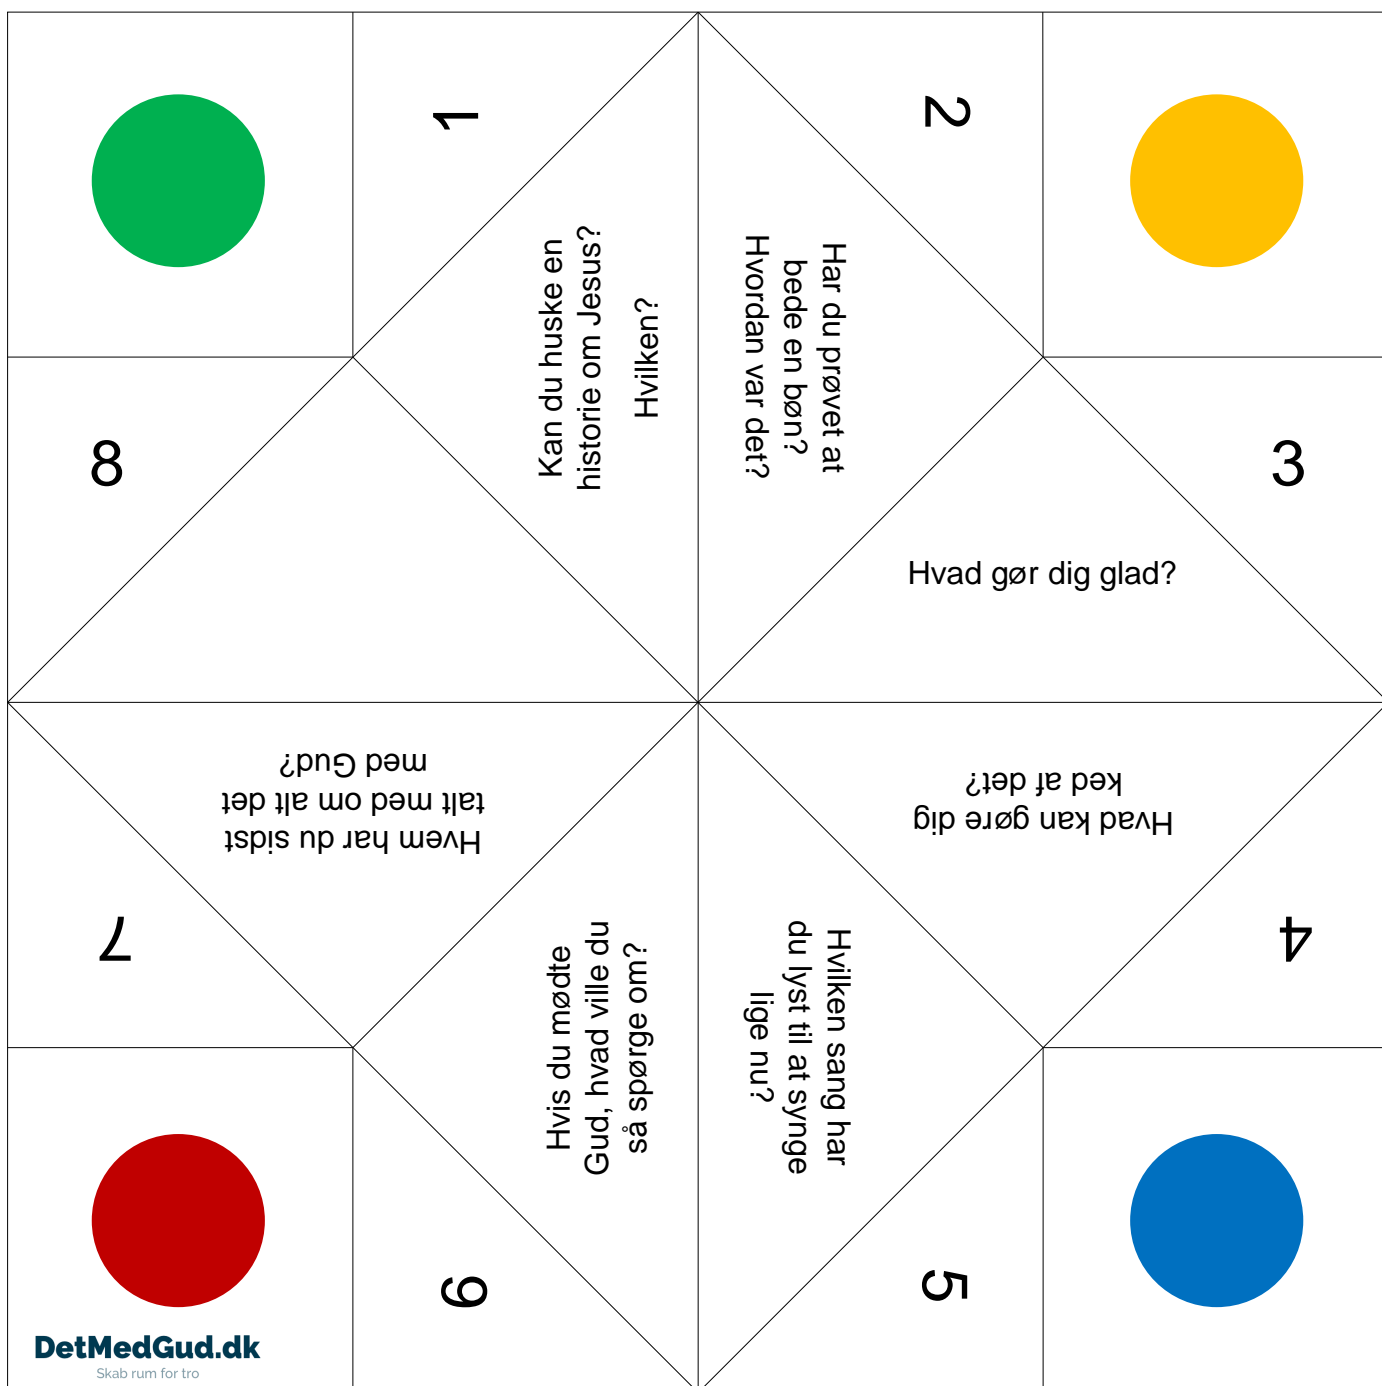 1
2
Kan du huske en
historie om Jesus?
Hvilken?
Har du prøvet at
bede en bøn?
Hvordan var det?
8
3
Hvad gør dig glad?
Hvem har du sidst
talt med om alt det
med Gud?
Hvad kan gøre dig
ked af det?
7
4
Hvis du mødte
Gud, hvad ville du
så spørge om?
Hvilken sang har
du lyst til at synge
lige nu?
6
5
DetMedGud.dk
Skab rum for tro